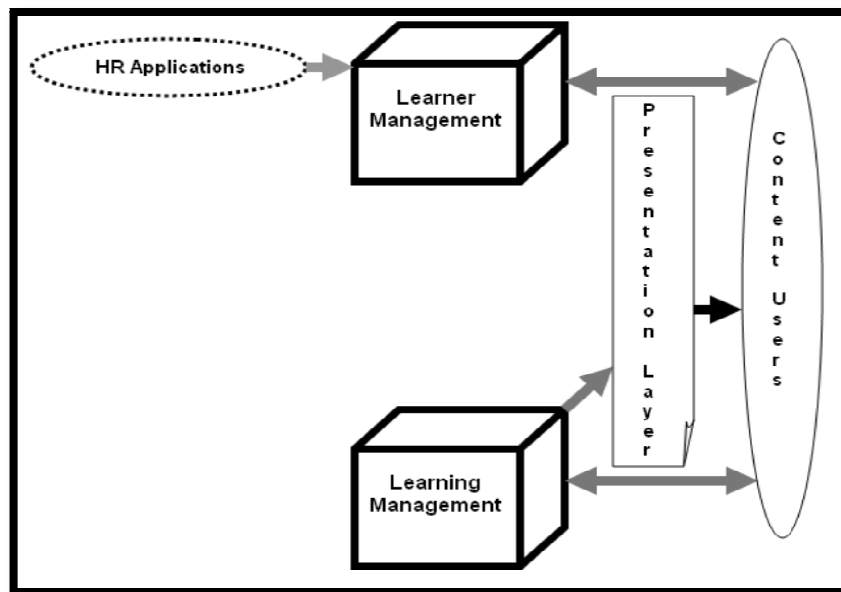 HR Applications
Learner
Management
Presentation Layer
Content Users
Learning
Management